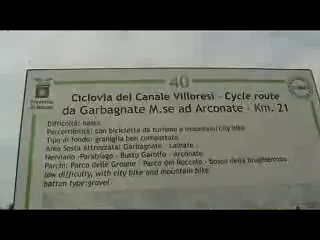 40
Ciclovia del Canale Villoresi - Cycle route
da Garbagnate M.se ad Arconate - Km. 21
Difficoltà: bassa
Percorribilità: con bicicletta da turismo e mountain/city bike
Tipo di fondo: graniglia ben compattata
Area Sosta Attrezzata: Garbagnate - Lainate -
Nerviano - Parabiago - Busto Garolfo - Arconate
Parchi: Parco delle Groane - Parco del Roccolo - bosco della brughierosa
low difficulty, with city bike and mountain bike
bottom type: gravel